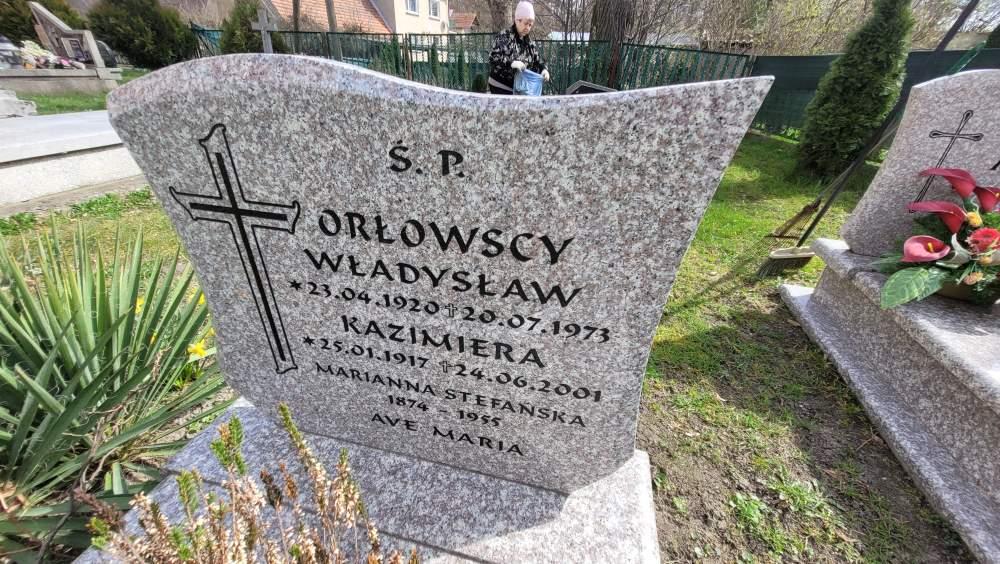 Ś. P.
ORŁOWSCY
WŁADYSŁAW
*23.04.1920 †20.07.1973
KAZIMIERA
*25.01.1917 †24.06.2001
MARIANNA STEFAŃSKA
1874 - 1955
AVE MARIA